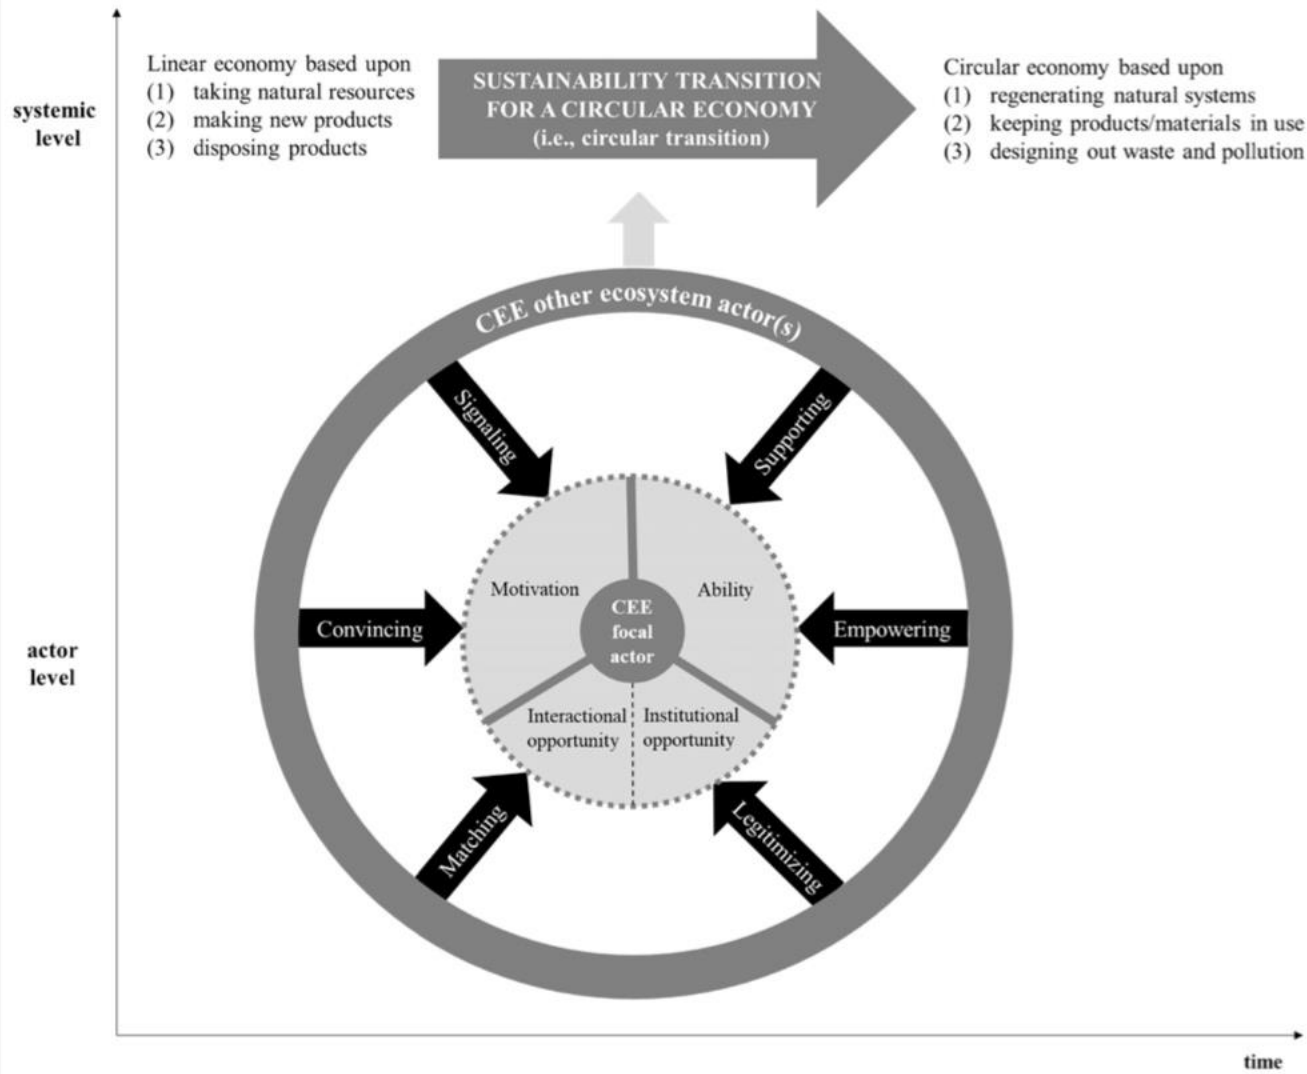 systemic
level
Linear economy based upon
(1) taking natural resources
(2) making new products
(3) disposing products
SUSTAINABILITY TRANSITION
FOR A CIRCULAR ECONOMY
(i.e., circular transition)
Circular economy based upon
(1) regenerating natural systems
(2) keeping products/materials in use
(3) designing out waste and pollution
CEE other ecosystem actor(s)
Signaling
Supporting
Motivation
Ability
CEE
focal
actor
Convincing
Empowering
actor
level
Interactional
opportunity
Institutional
opportunity
Matching
Legitimizing
time